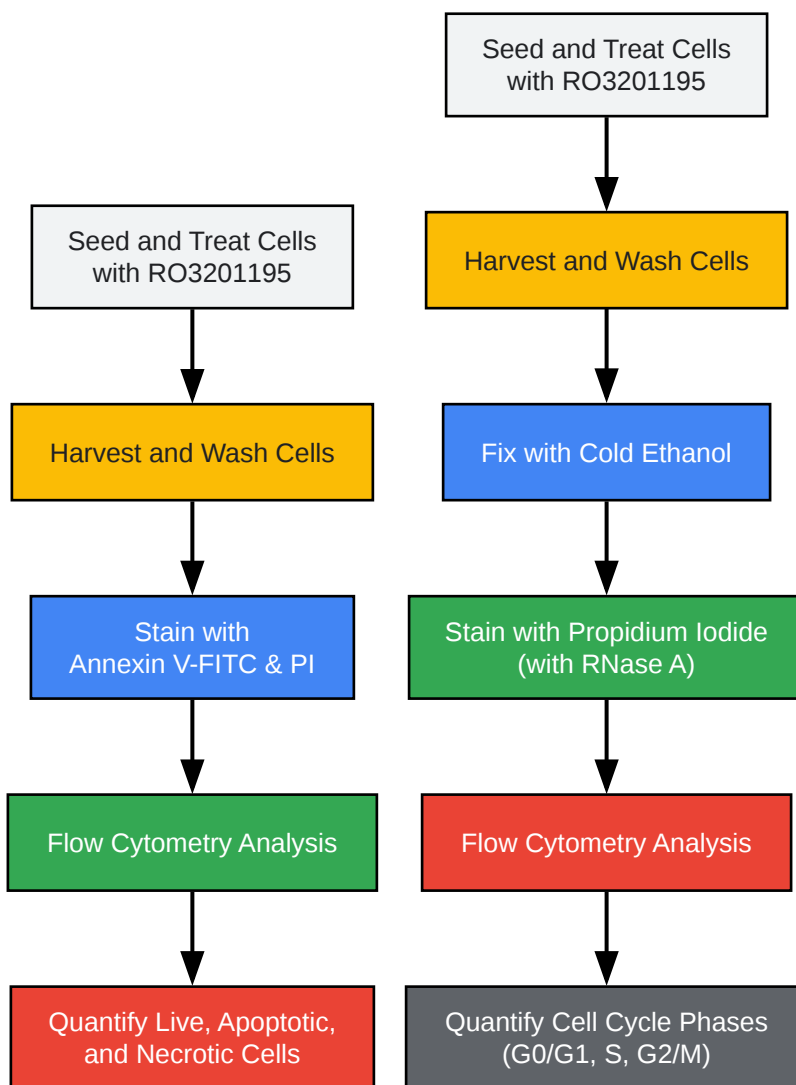 Seed and Treat Cells
with RO3201195
Harvest and Wash Cells
Stain with
Annexin V-FITC & PI
Flow Cytometry Analysis
Quantify Live, Apoptotic,
and Necrotic Cells
Seed and Treat Cells
with RO3201195
Harvest and Wash Cells
Fix with Cold Ethanol
Stain with Propidium Iodide
(with RNase A)
Flow Cytometry Analysis
Quantify Cell Cycle Phases
(G0/G1, S, G2/M)